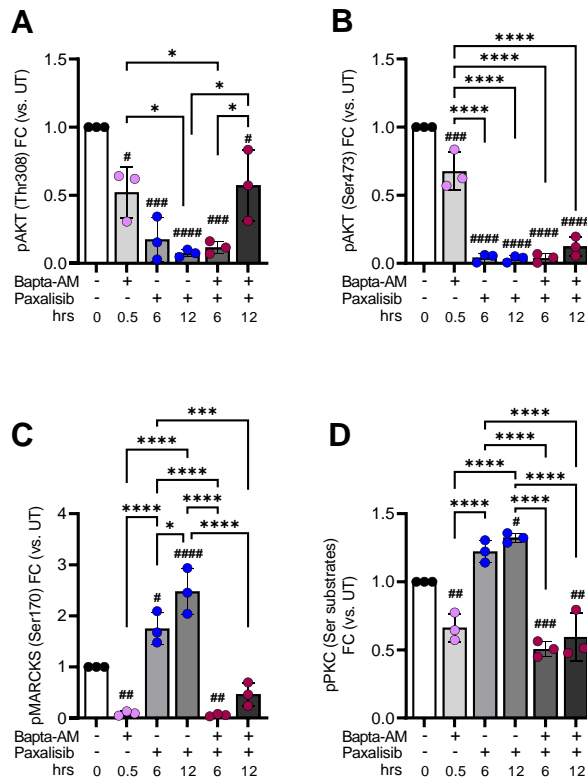 A
pAKT (Thr308) FC (vs. UT)
1.5
1.0
0.5
0.0
*
*
*
*
#
###
####
###
#
Bapta-AM - + - - + +
Paxalisib - - + + + +
hrs 0 0.5 6 12 6 12
B
pAKT (Ser473) FC (vs. UT)
1.5
1.0
0.5
0.0
****
****
****
****
###
####
####
####
####
Bapta-AM - + - - + +
Paxalisib - - + + + +
hrs 0 0.5 6 12 6 12
C
pMARCKS (Ser170) FC (vs. UT)
4
3
2
1
0
***
****
****
****
****
*
****
##
#
####
##
Bapta-AM - + - - + +
Paxalisib - - + + + +
hrs 0 0.5 6 12 6 12
D
pPKC (Ser substrates)
FC (vs. UT)
1.5
1.0
0.5
0.0
****
****
****
****
****
****
##
#
###
##
Bapta-AM - + - - + +
Paxalisib - - + + + +
hrs 0 0.5 6 12 6 12